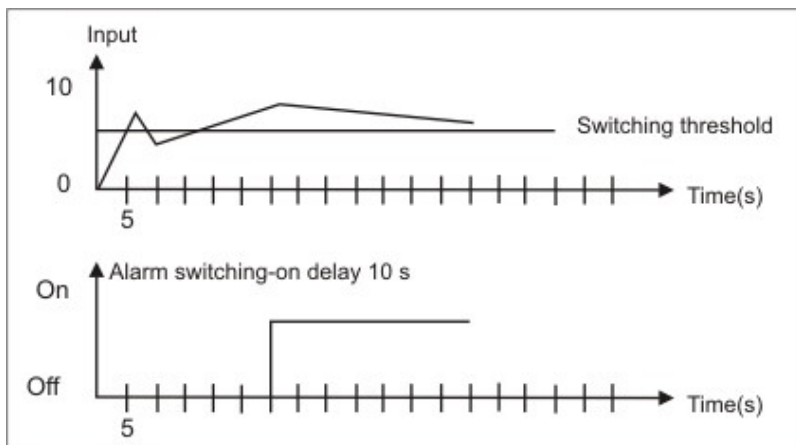 Input
10
Switching threshold
0
Time(s)
5
Alarm switching-on delay 10 s
On
Off
Time(s)
5